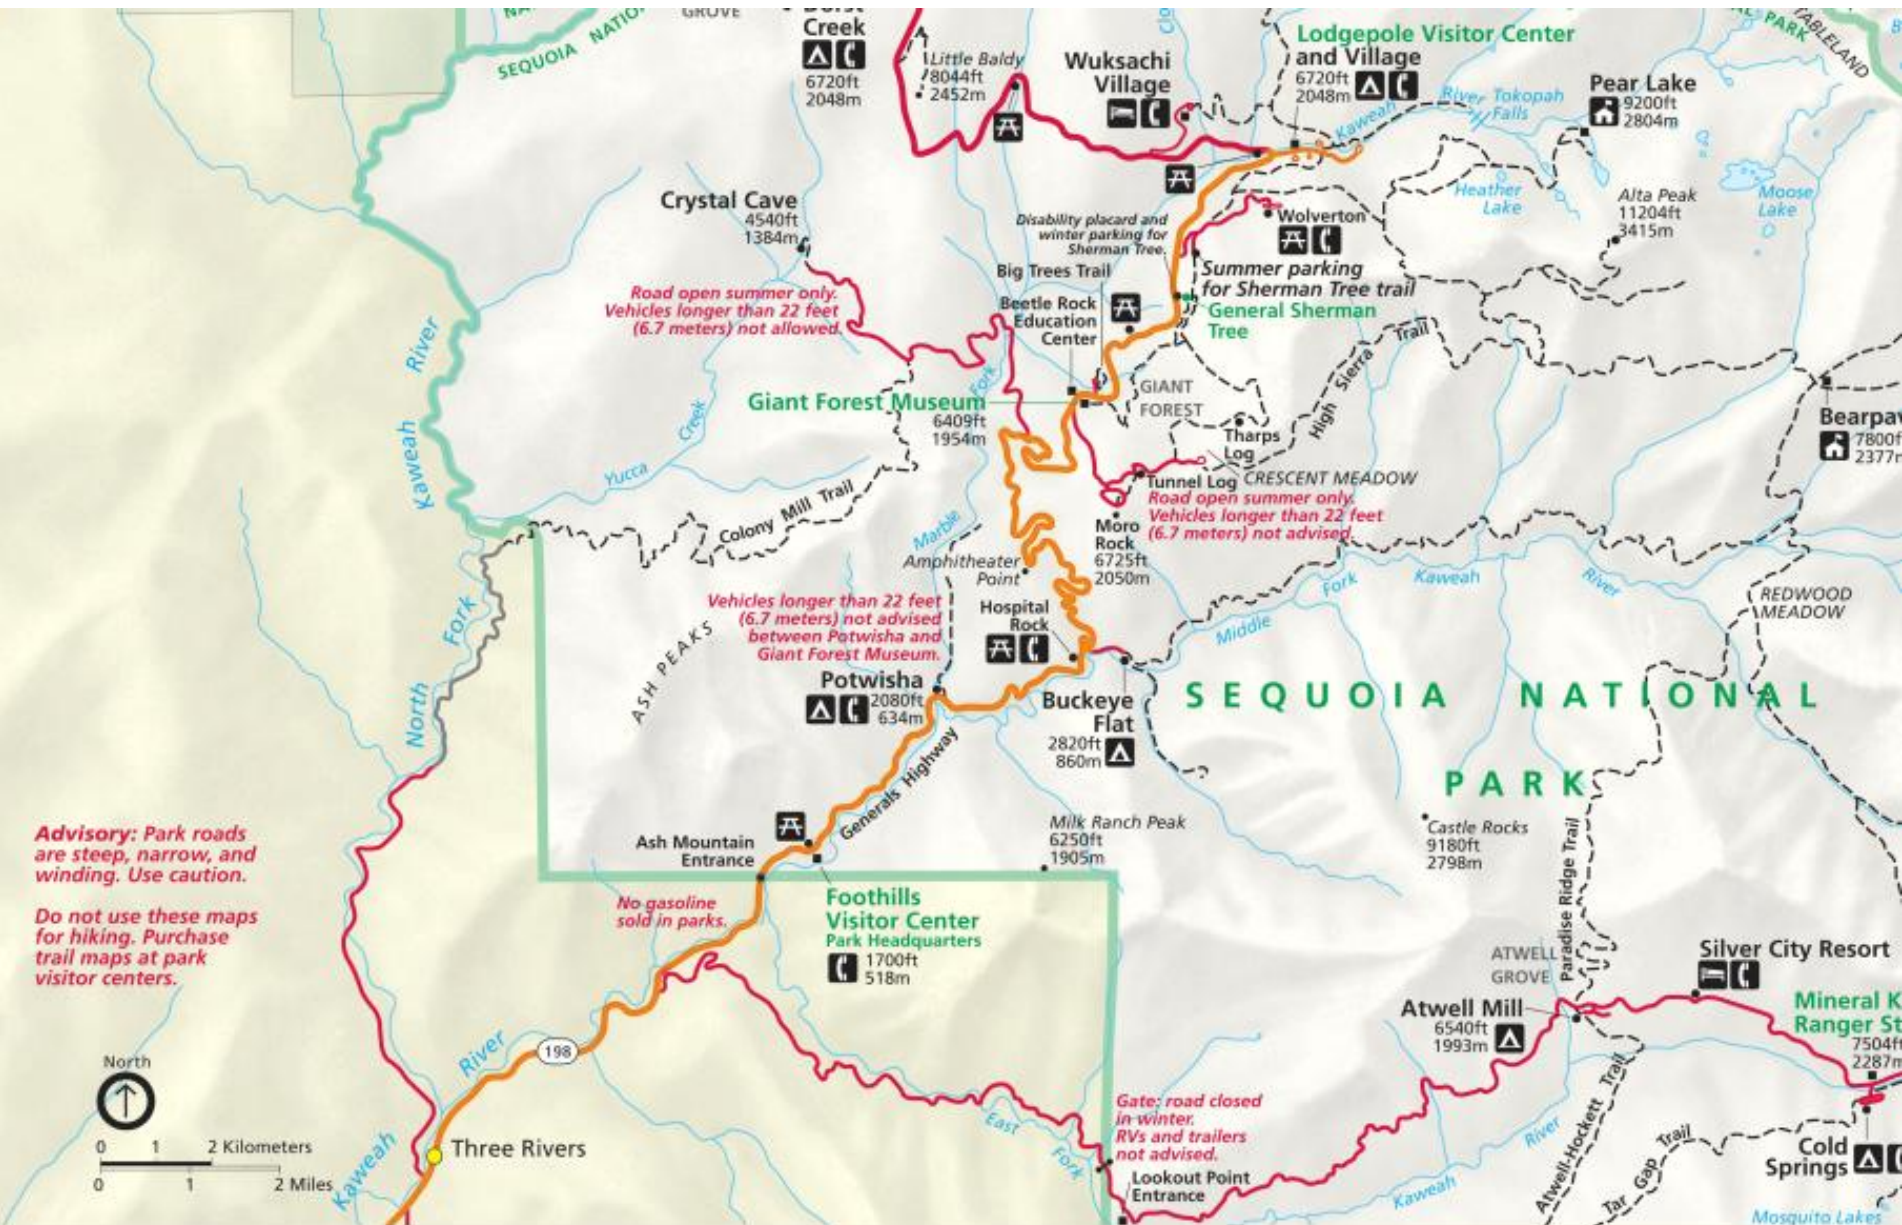 SEQUOIA NATIO
GROVE
Creek
6720ft
2048m
Little Baldy
8044ft
2452m
Wuksachi
Village
Lodgepole Visitor Center
and Village
6720ft
2048m
Kaweah
River
Tokopah
Falls
Pear Lake
9200ft
2804m
PARK
TABLELAND
Crystal Cave
4540ft
1384m
Heather
Lake
Moose
Lake
Alta Peak
11204ft
3415m
Disability placard and
winter parking for
Sherman Tree.
Wolverton
Big Trees Trail
Summer parking
for Sherman Tree trail
General Sherman
Tree
Beetle Rock
Education
Center
Road open summer only.
Vehicles longer than 22 feet
(6.7 meters) not allowed.
Giant Forest Museum
6409ft
1954m
Fork
GIANT
FOREST
High Sierra Trail
Tharps
Log
CRESCENT MEADOW
Tunnel Log
Road open summer only.
Vehicles longer than 22 feet
(6.7 meters) not advised.
Bearpaw
7800ft
2377m
River
Kaweah
Creek
Yucca
Colony Mill Trail
Marble
Moro
Rock
6725ft
2050m
Amphitheater
Point
Middle
Fork
Kaweah
River
REDWOOD
MEADOW
Vehicles longer than 22 feet
(6.7 meters) not advised
between Potwisha and
Giant Forest Museum.
Hospital
Rock
ASH PEAKS
Fork
North
Potwisha
2080ft
634m
Buckeye
Flat
2820ft
860m
SEQUOIA NATIONAL
PARK
Generals Highway
Ash Mountain
Entrance
Milk Ranch Peak
6250ft
1905m
Castle Rocks
9180ft
2798m
Paradise Ridge Trail
Advisory: Park roads
are steep, narrow, and
winding. Use caution.
Do not use these maps
for hiking. Purchase
trail maps at park
visitor centers.
No gasoline
sold in parks.
Foothills
Visitor Center
Park Headquarters
1700ft
518m
ATWELL
GROVE
Silver City Resort
Atwell Mill
6540ft
1993m
Mineral K
Ranger St
7504ft
2287m
North
0 1 2 Kilometers
0 1 2 Miles
River
198
Three Rivers
Kaweah
East
Fork
Gate: road closed
in winter.
RVs and trailers
not advised.
Lookout Point
Entrance
Kaweah
River
Atwell-Hockett Trail
Tar Gap Trail
Cold
Springs
Mosquito Lakes